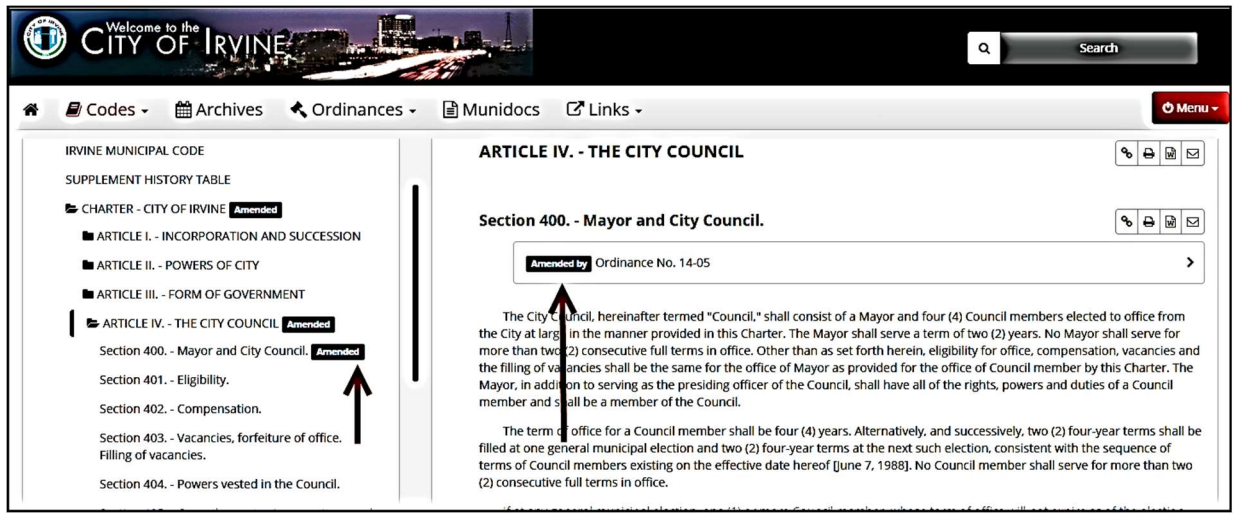 CITY OF IRVINE
Welcome to the
CITY OF IRVINE
Search
Codes
Archives
Ordinances
Munidocs
Links
Menu
IRVINE MUNICIPAL CODE
SUPPLEMENT HISTORY TABLE
CHARTER - CITY OF IRVINE Amended
ARTICLE I. - INCORPORATION AND SUCCESSION
ARTICLE II. - POWERS OF CITY
ARTICLE III. - FORM OF GOVERNMENT
ARTICLE IV. - THE CITY COUNCIL Amended
Section 400. - Mayor and City Council. Amended
Section 401. - Eligibility.
Section 402. - Compensation.
Section 403. - Vacancies, forfeiture of office.
Filling of vacancies.
Section 404. - Powers vested in the Council.
ARTICLE IV. - THE CITY COUNCIL
Section 400. - Mayor and City Council.
Amended by Ordinance No. 14-05
The City Council, hereinafter termed "Council," shall consist of a Mayor and four (4) Council members elected to office from
the City at large in the manner provided in this Charter. The Mayor shall serve a term of two (2) years. No Mayor shall serve for
more than two (2) consecutive full terms in office. Other than as set forth herein, eligibility for office, compensation, vacancies and
the filling of vacancies shall be the same for the office of Mayor as provided for the office of Council member by this Charter. The
Mayor, in addition to serving as the presiding officer of the Council, shall have all of the rights, powers and duties of a Council
member and shall be a member of the Council.
The term of office for a Council member shall be four (4) years. Alternatively, and successively, two (2) four-year terms shall be
filled at one general municipal election and two (2) four-year terms at the next such election, consistent with the sequence of
terms of Council members existing on the effective date hereof [June 7, 1988]. No Council member shall serve for more than two
(2) consecutive full terms in office.